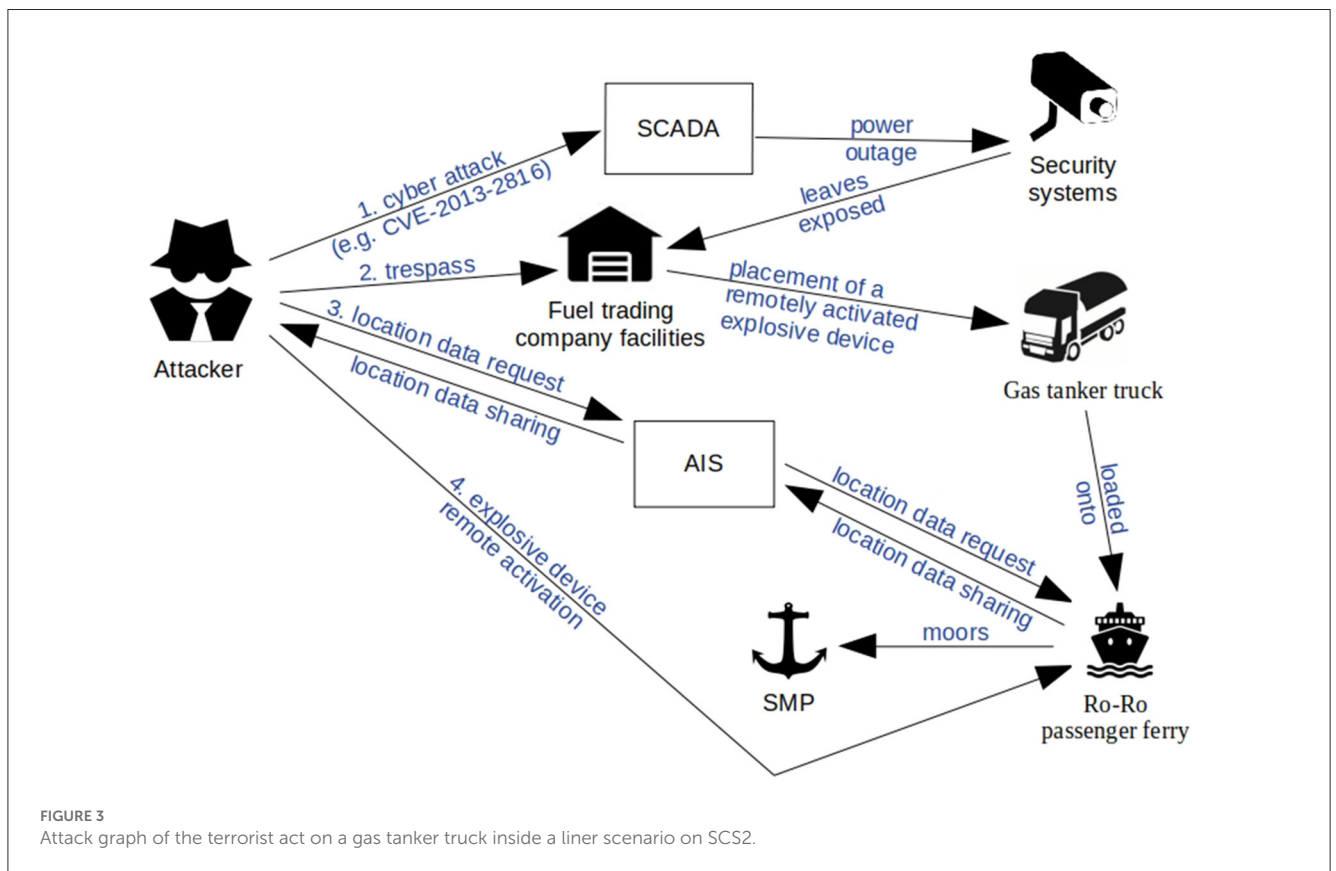 SCADA
power
outage
Security
systems
1. cyber attack
(e.g. CVE-2013-2816)
leaves
exposed
2. trespass
Fuel trading
company facilities
placement of a
remotely activated
explosive device
Attacker
Gas tanker truck
3. location data request
location data sharing
AIS
loaded
onto
location data request
location data sharing
4. explosive device
remote activation
moors
SMP
Ro-Ro
passenger ferry
FIGURE 3
Attack graph of the terrorist act on a gas tanker truck inside a liner scenario on SCS2.